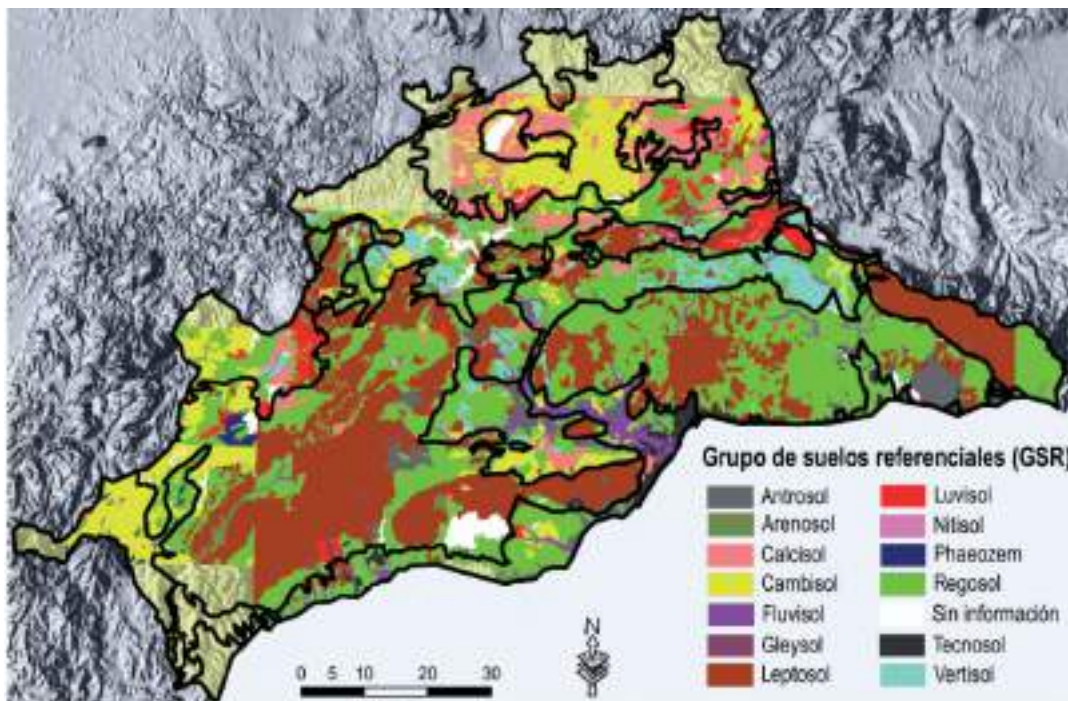 Grupo de suelos referenciales (GSR)
Antrosol
Arenosol
Calcisol
Cambisol
Fluvisol
Gleysol
Leptosol
Luvisol
Nitisol
Phaeozem
Regosol
Sin información
Tecnosol
Vertisol
N
0 5 10 20 30